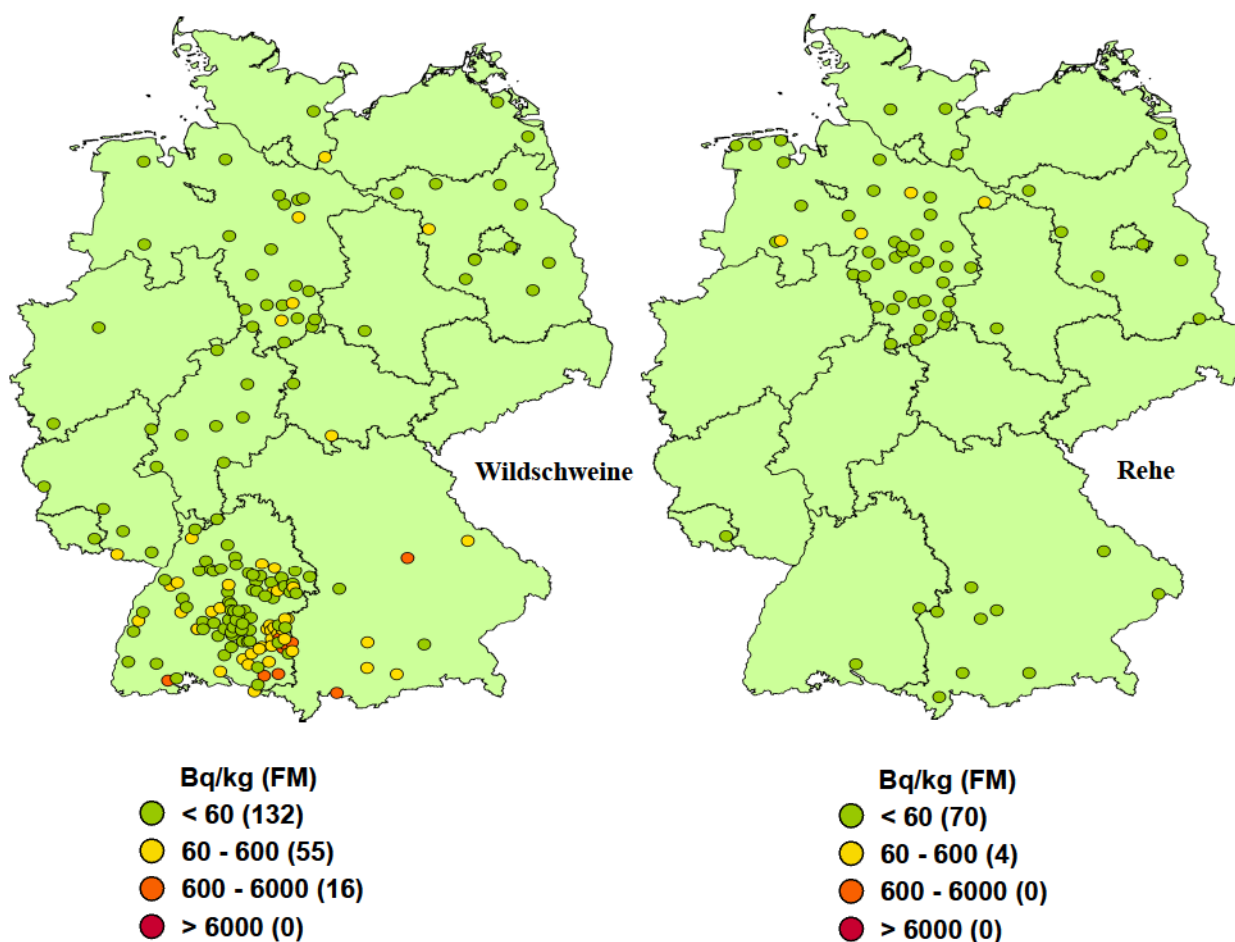 Wildschweine
Rehe
Bq/kg (FM)
< 60 (132)
60 - 600 (55)
600 - 6000 (16)
> 6000 (0)
Bq/kg (FM)
< 60 (70)
60 - 600 (4)
600 - 6000 (0)
> 6000 (0)